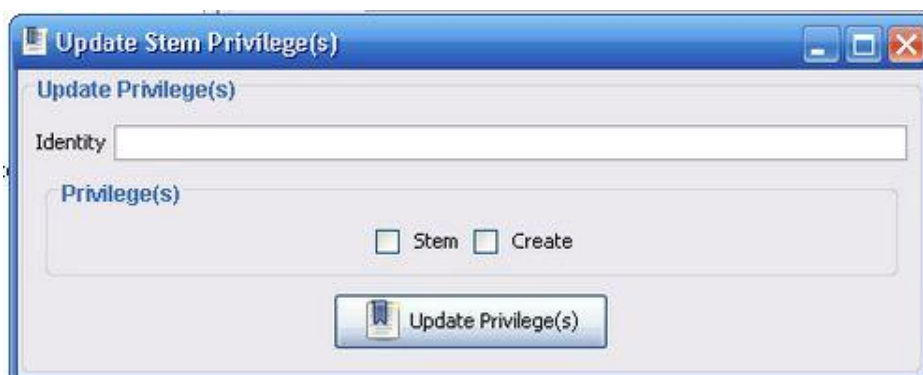 Update Stem Privilege(s)
Update Privilege(s)
Identity
Privilege(s)
Stem Create
Update Privilege(s)